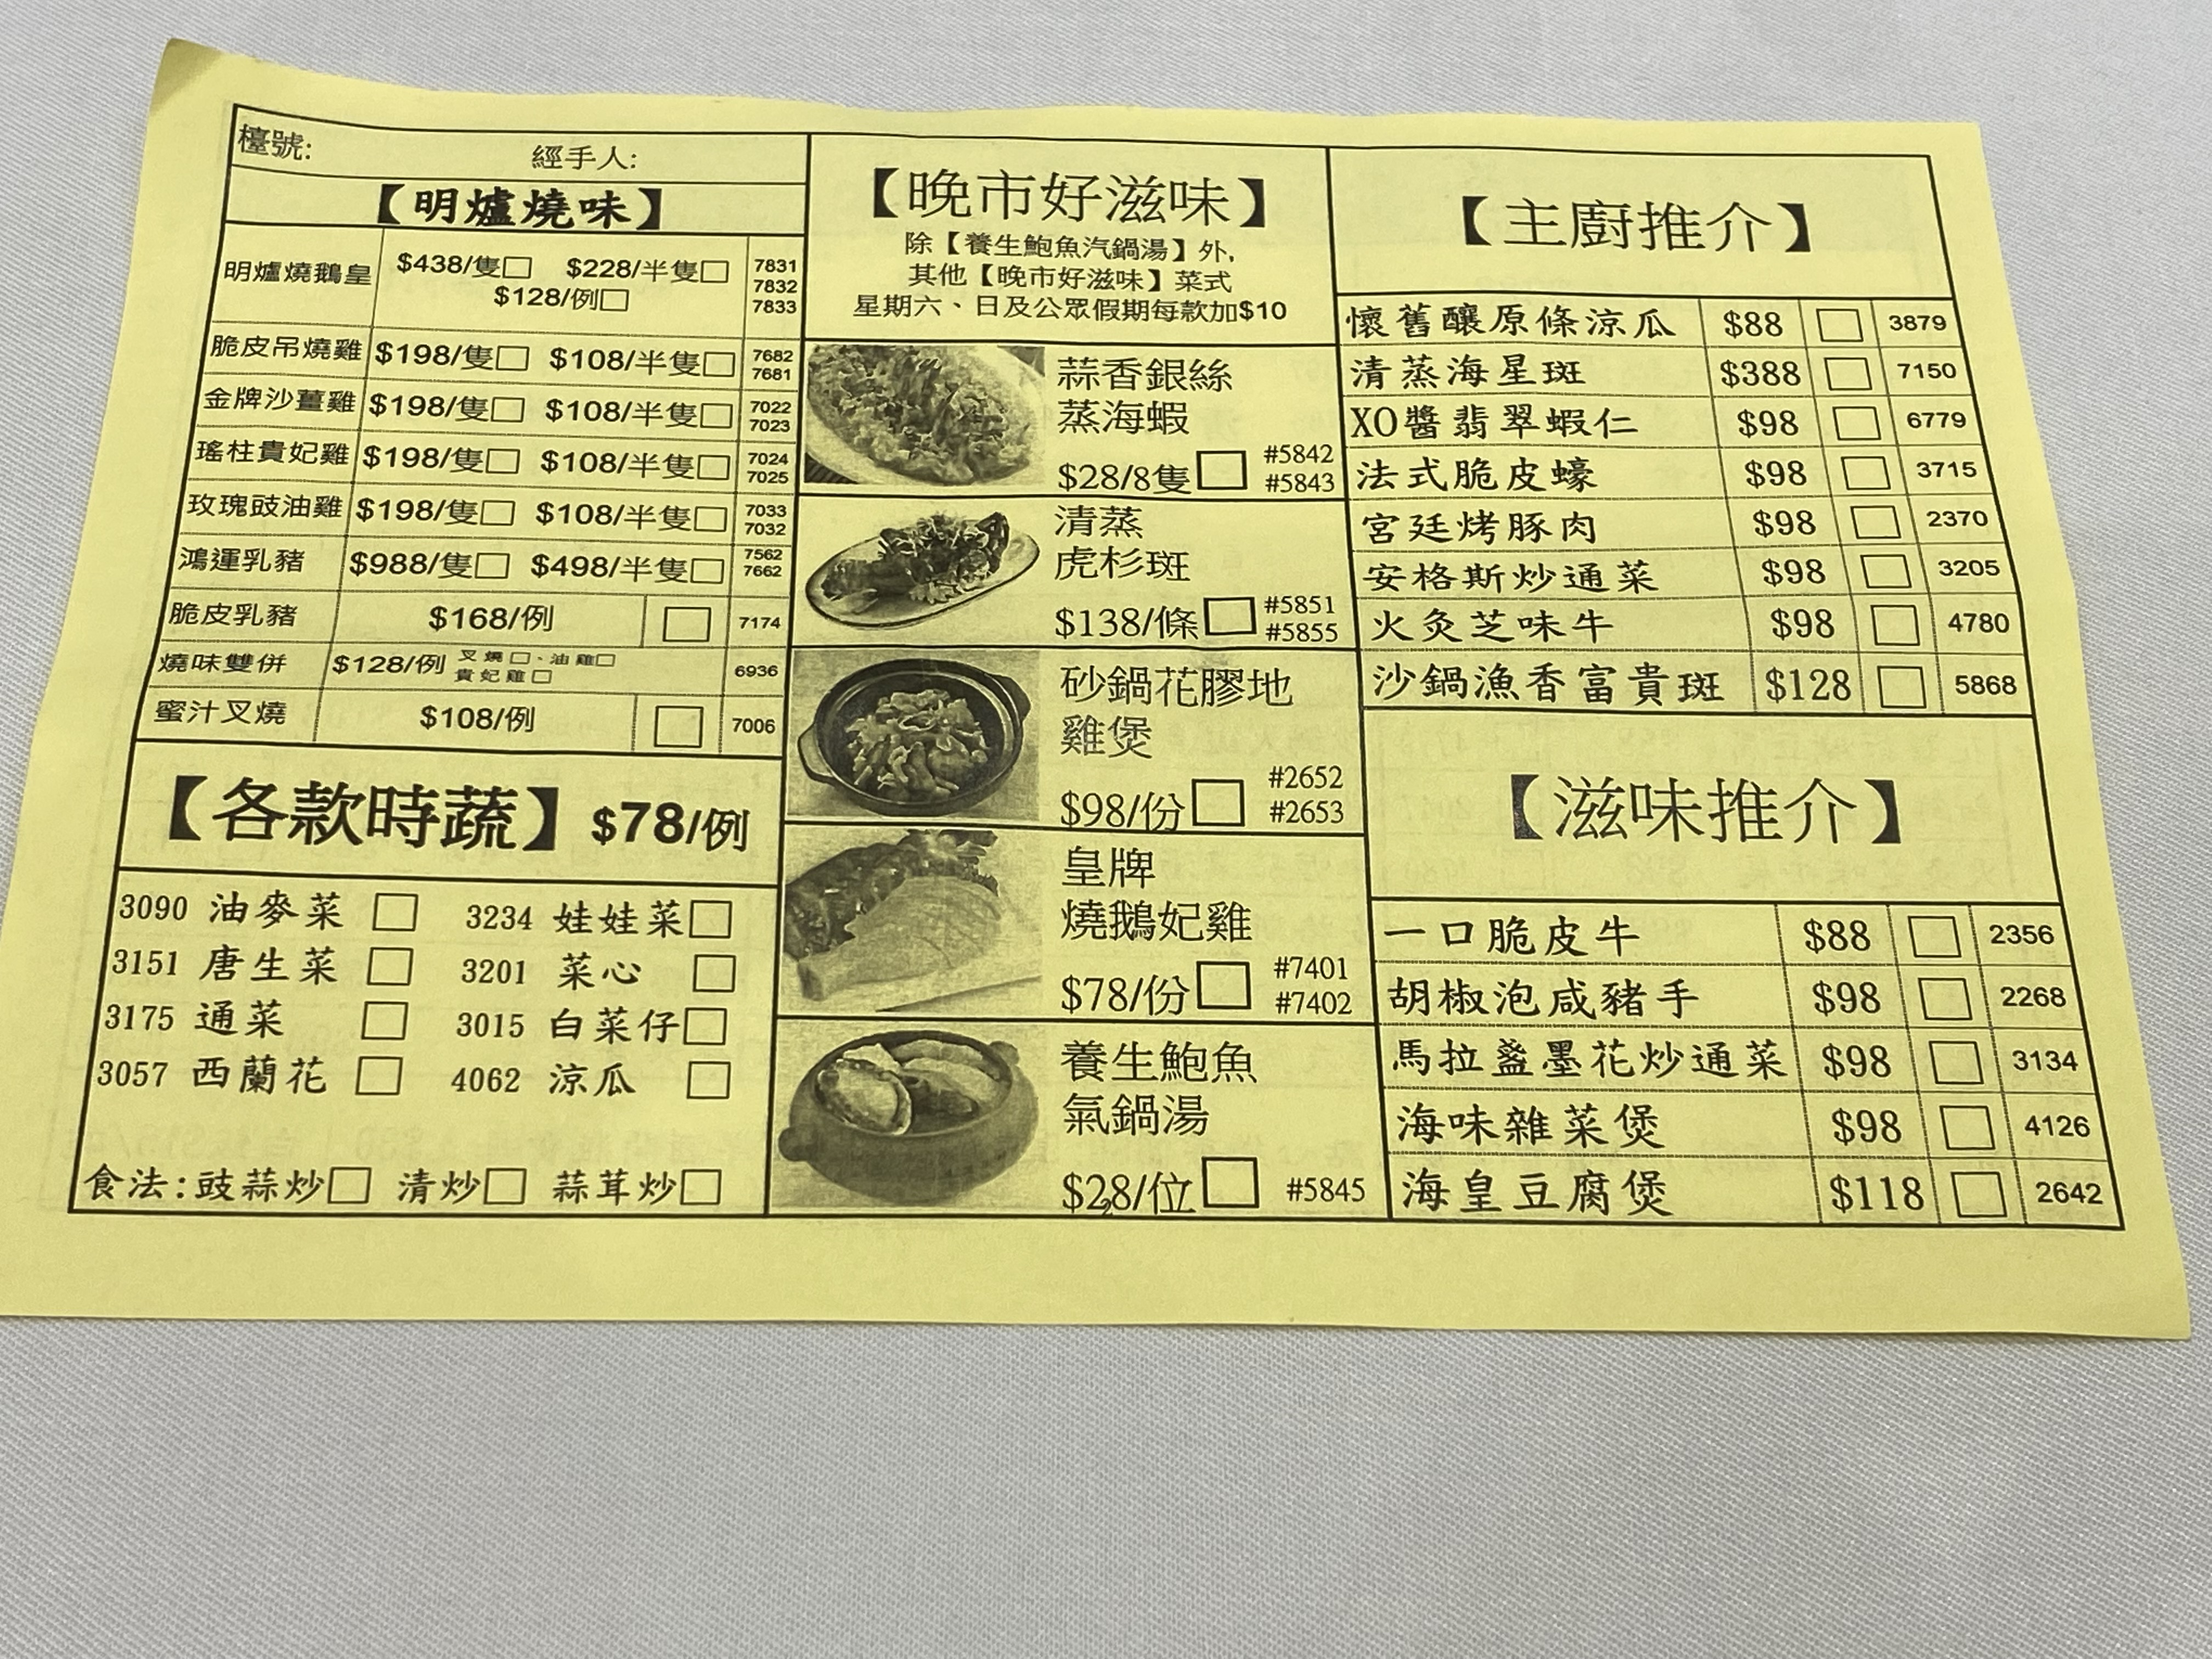 檯號: 經手人:
【明爐燒味】
明爐燒鵝皇 $438/隻□ $228/半隻□ 7831
7832
$128/例□ 7833
脆皮吊燒雞 $198/隻□ $108/半隻□ 7682
7681
金牌沙薑雞 $198/隻□ $108/半隻□ 7022
7023
瑤柱貴妃雞 $198/隻□ $108/半隻□ 7024
7025
玫瑰豉油雞 $198/隻□ $108/半隻□ 7033
7032
鴻運乳豬 $988/隻□ $498/半隻□ 7562
7662
脆皮乳豬 $168/例 □ 7174
燒味雙併 $128/例 叉燒□、油雞□ 6936
貴妃雞□
蜜汁叉燒 $108/例 □ 7006
【各款時蔬】$78/例
3090 油麥菜 □ 3234 娃娃菜□
3151 唐生菜 □ 3201 菜心 □
3175 通菜 □ 3015 白菜仔□
3057 西蘭花 □ 4062 涼瓜 □
食法:豉蒜炒□ 清炒□ 蒜茸炒□
【晚市好滋味】
除【養生鮑魚汽鍋湯】外,
其他【晚市好滋味】菜式
星期六、日及公眾假期每款加$10
蒜香銀絲
蒸海蝦
$28/8隻□ #5842
#5843
清蒸
虎杉斑
$138/條□ #5851
#5855
砂鍋花膠地
雞煲
$98/份□ #2652
#2653
皇牌
燒鵝妃雞
$78/份□ #7401
#7402
養生鮑魚
氣鍋湯
$28/位□ #5845
2
【主廚推介】
懷舊釀原條涼瓜 $88 □ 3879
清蒸海星斑 $388 □ 7150
XO醬翡翠蝦仁 $98 □ 6779
法式脆皮蠔 $98 □ 3715
宮廷烤豚肉 $98 □ 2370
安格斯炒通菜 $98 □ 3205
火灸芝味牛 $98 □ 4780
沙鍋漁香富貴斑 $128 □ 5868
【滋味推介】
一口脆皮牛 $88 □ 2356
胡椒泡咸豬手 $98 □ 2268
馬拉盞墨花炒通菜 $98 □ 3134
海味雜菜煲 $98 □ 4126
海皇豆腐煲 $118 □ 2642